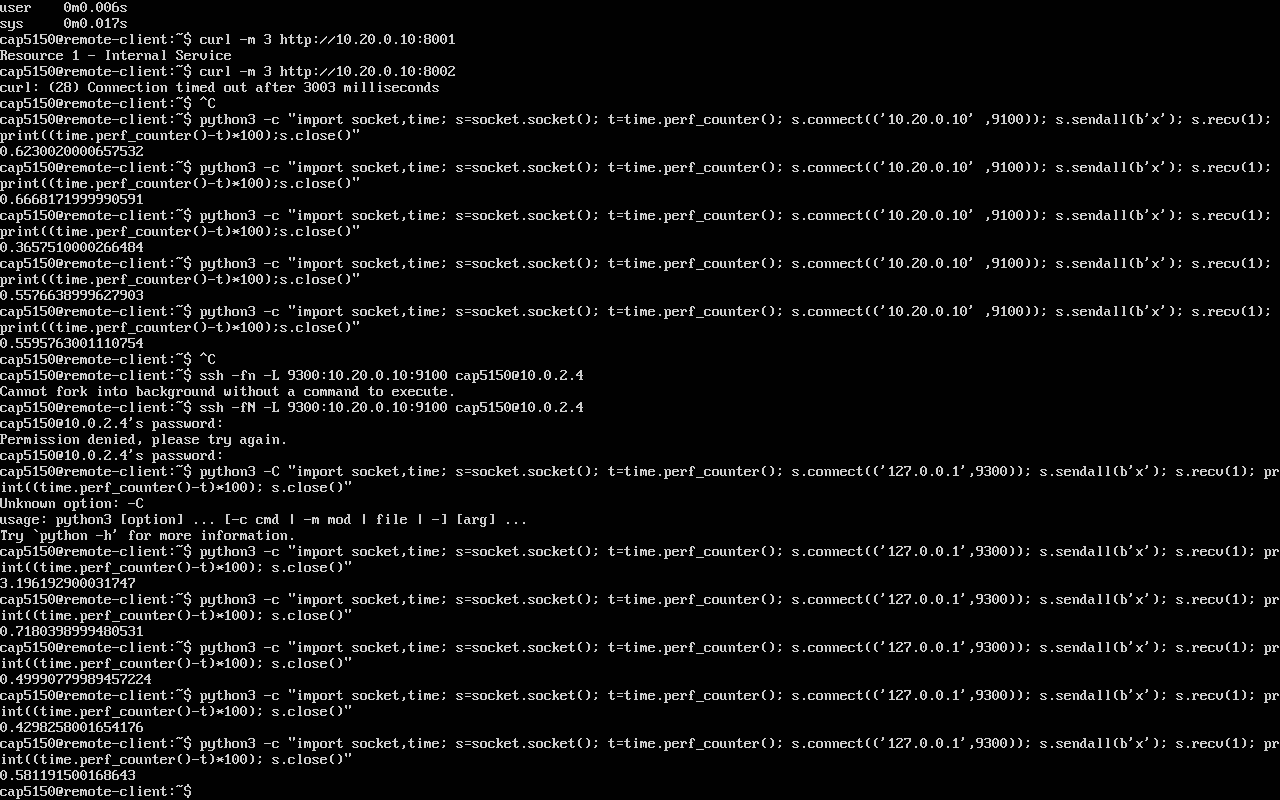 user    0m0.006s
sys     0m0.017s
cap5150@remote-client:~$ curl -m 3 http://10.20.0.10:8001
Resource 1 - Internal Service
cap5150@remote-client:~$ curl -m 3 http://10.20.0.10:8002
curl: (28) Connection timed out after 3003 milliseconds
cap5150@remote-client:~$ ^C
cap5150@remote-client:~$ python3 -c "import socket,time; s=socket.socket(); t=time.perf_counter(); s.connect(('10.20.0.10' ,9100)); s.sendall(b'x'); s.recv(1);
print((time.perf_counter()-t)*100);s.close()"
0.6230020000657532
cap5150@remote-client:~$ python3 -c "import socket,time; s=socket.socket(); t=time.perf_counter(); s.connect(('10.20.0.10' ,9100)); s.sendall(b'x'); s.recv(1);
print((time.perf_counter()-t)*100);s.close()"
0.6668171999990591
cap5150@remote-client:~$ python3 -c "import socket,time; s=socket.socket(); t=time.perf_counter(); s.connect(('10.20.0.10' ,9100)); s.sendall(b'x'); s.recv(1);
print((time.perf_counter()-t)*100);s.close()"
0.3657510000266484
cap5150@remote-client:~$ python3 -c "import socket,time; s=socket.socket(); t=time.perf_counter(); s.connect(('10.20.0.10' ,9100)); s.sendall(b'x'); s.recv(1);
print((time.perf_counter()-t)*100);s.close()"
0.5576638999627903
cap5150@remote-client:~$ python3 -c "import socket,time; s=socket.socket(); t=time.perf_counter(); s.connect(('10.20.0.10' ,9100)); s.sendall(b'x'); s.recv(1);
print((time.perf_counter()-t)*100);s.close()"
0.5595763001110754
cap5150@remote-client:~$ ^C
cap5150@remote-client:~$ ssh -fn -L 9300:10.20.0.10:9100 cap5150@10.0.2.4
Cannot fork into background without a command to execute.
cap5150@remote-client:~$ ssh -fN -L 9300:10.20.0.10:9100 cap5150@10.0.2.4
cap5150@10.0.2.4's password:
Permission denied, please try again.
cap5150@10.0.2.4's password:
cap5150@remote-client:~$ python3 -C "import socket,time; s=socket.socket(); t=time.perf_counter(); s.connect(('127.0.0.1',9300)); s.sendall(b'x'); s.recv(1); pr
int((time.perf_counter()-t)*100); s.close()"
Unknown option: -C
usage: python3 [option] ... [-c cmd | -m mod | file | -] [arg] ...
Try `python -h' for more information.
cap5150@remote-client:~$ python3 -c "import socket,time; s=socket.socket(); t=time.perf_counter(); s.connect(('127.0.0.1',9300)); s.sendall(b'x'); s.recv(1); pr
int((time.perf_counter()-t)*100); s.close()"
3.196192900031747
cap5150@remote-client:~$ python3 -c "import socket,time; s=socket.socket(); t=time.perf_counter(); s.connect(('127.0.0.1',9300)); s.sendall(b'x'); s.recv(1); pr
int((time.perf_counter()-t)*100); s.close()"
0.7180398999480531
cap5150@remote-client:~$ python3 -c "import socket,time; s=socket.socket(); t=time.perf_counter(); s.connect(('127.0.0.1',9300)); s.sendall(b'x'); s.recv(1); pr
int((time.perf_counter()-t)*100); s.close()"
0.49990779989457224
cap5150@remote-client:~$ python3 -c "import socket,time; s=socket.socket(); t=time.perf_counter(); s.connect(('127.0.0.1',9300)); s.sendall(b'x'); s.recv(1); pr
int((time.perf_counter()-t)*100); s.close()"
0.4298258001654176
cap5150@remote-client:~$ python3 -c "import socket,time; s=socket.socket(); t=time.perf_counter(); s.connect(('127.0.0.1',9300)); s.sendall(b'x'); s.recv(1); pr
int((time.perf_counter()-t)*100); s.close()"
0.581191500168643
cap5150@remote-client:~$